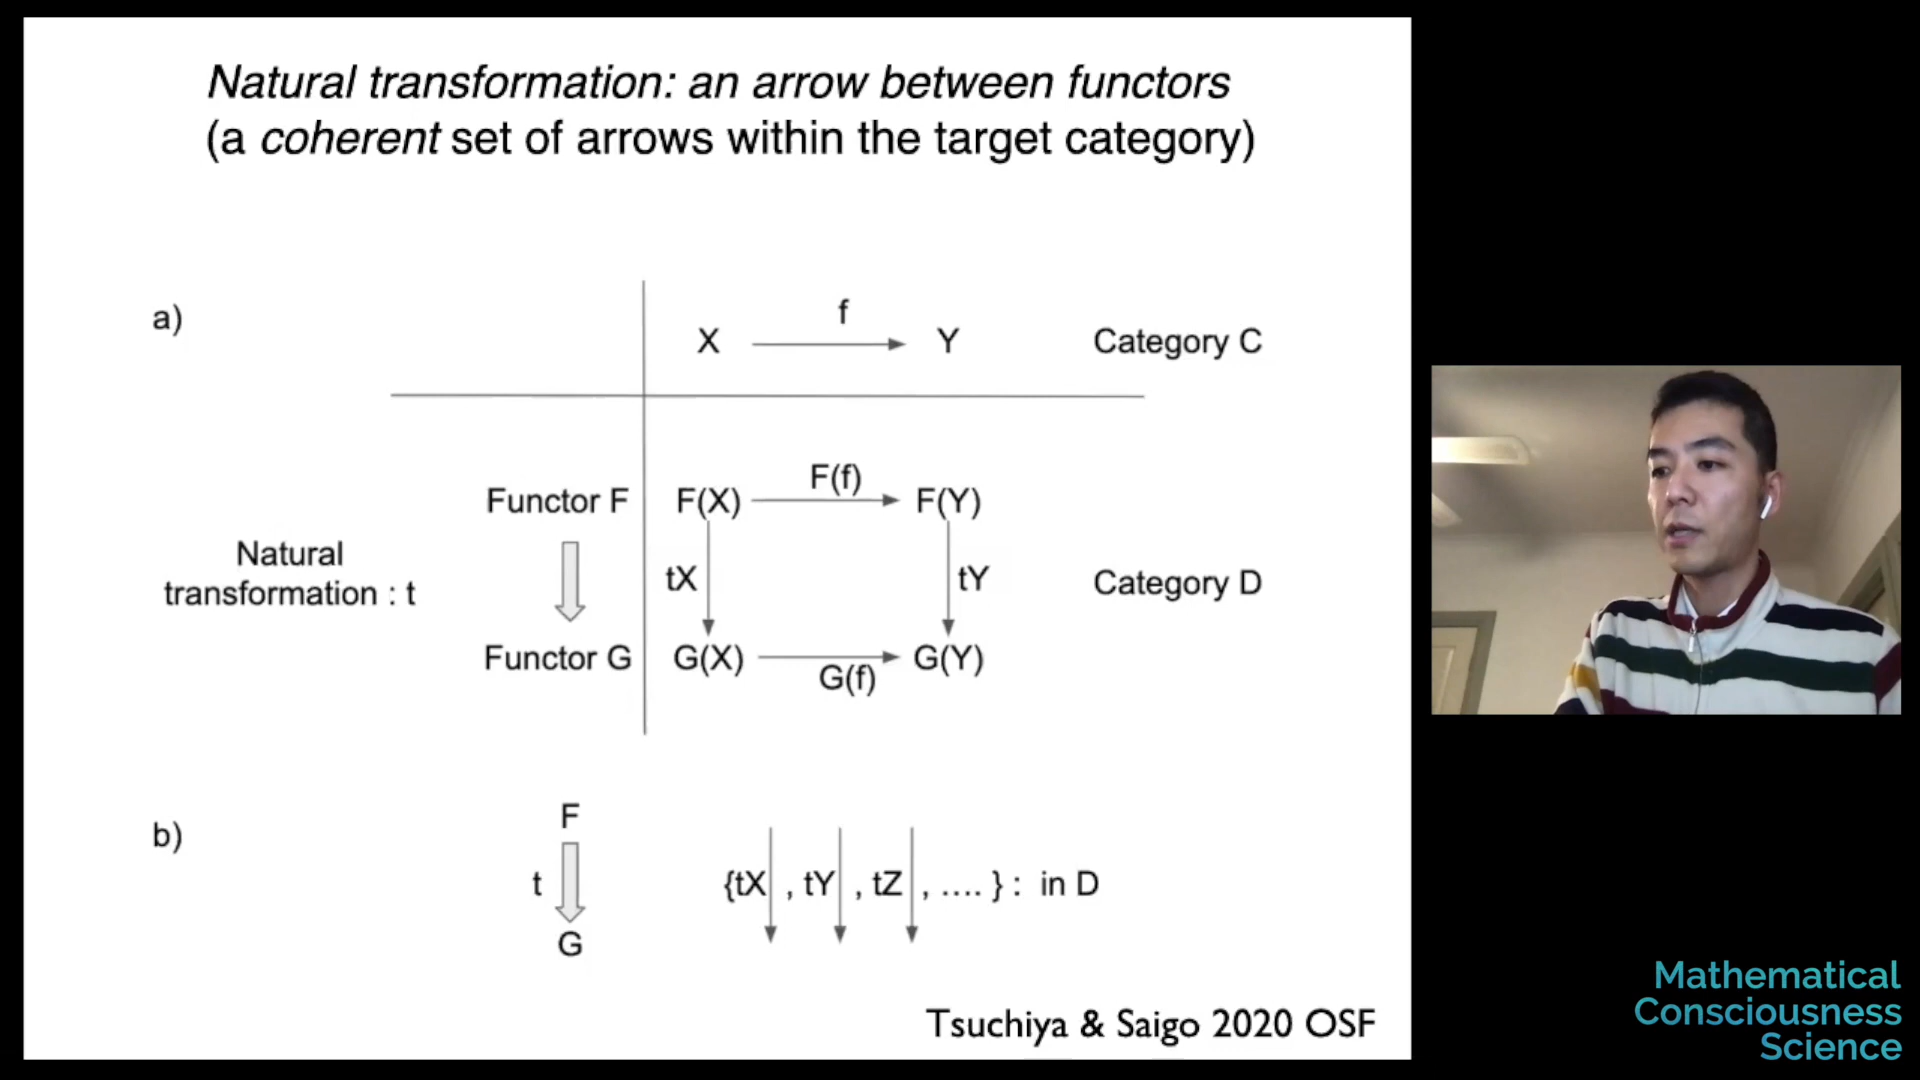 Natural transformation: an arrow between functors
(a coherent set of arrows within the target category)
a)
f
X Y Category C
F(f)
Functor F F(X) F(Y)
Natural
transformation : t
tX tY Category D
Functor G G(X) G(Y)
G(f)
b)
F
t {tX , tY , tZ , .... } : in D
G
Tsuchiya & Saigo 2020 OSF
Mathematical
Consciousness
Science